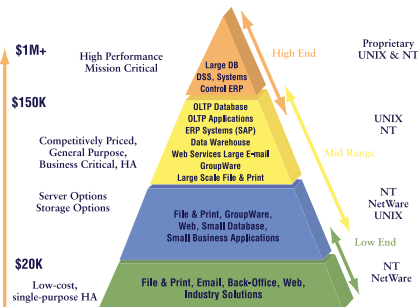 $1M+
High Performance
Mission Critical
Large DB
DSS, Systems
Control ERP
High End
Proprietary
UNIX & NT
$150K
OLTP Database
OLTP Applications
ERP Systems (SAP)
Data Warehouse
Web Services Large E-mail
GroupWare
Large Scale File & Print
Competitively Priced,
General Purpose,
Business Critical, HA
Mid Range
UNIX
NT
Server Options
Storage Options
File & Print, GroupWare,
Web, Small Database,
Small Business Applications
NT
NetWare
UNIX
Low End
$20K
Low-cost,
single-purpose HA
File & Print, Email, Back-Office, Web,
Industry Solutions
NT
NetWare